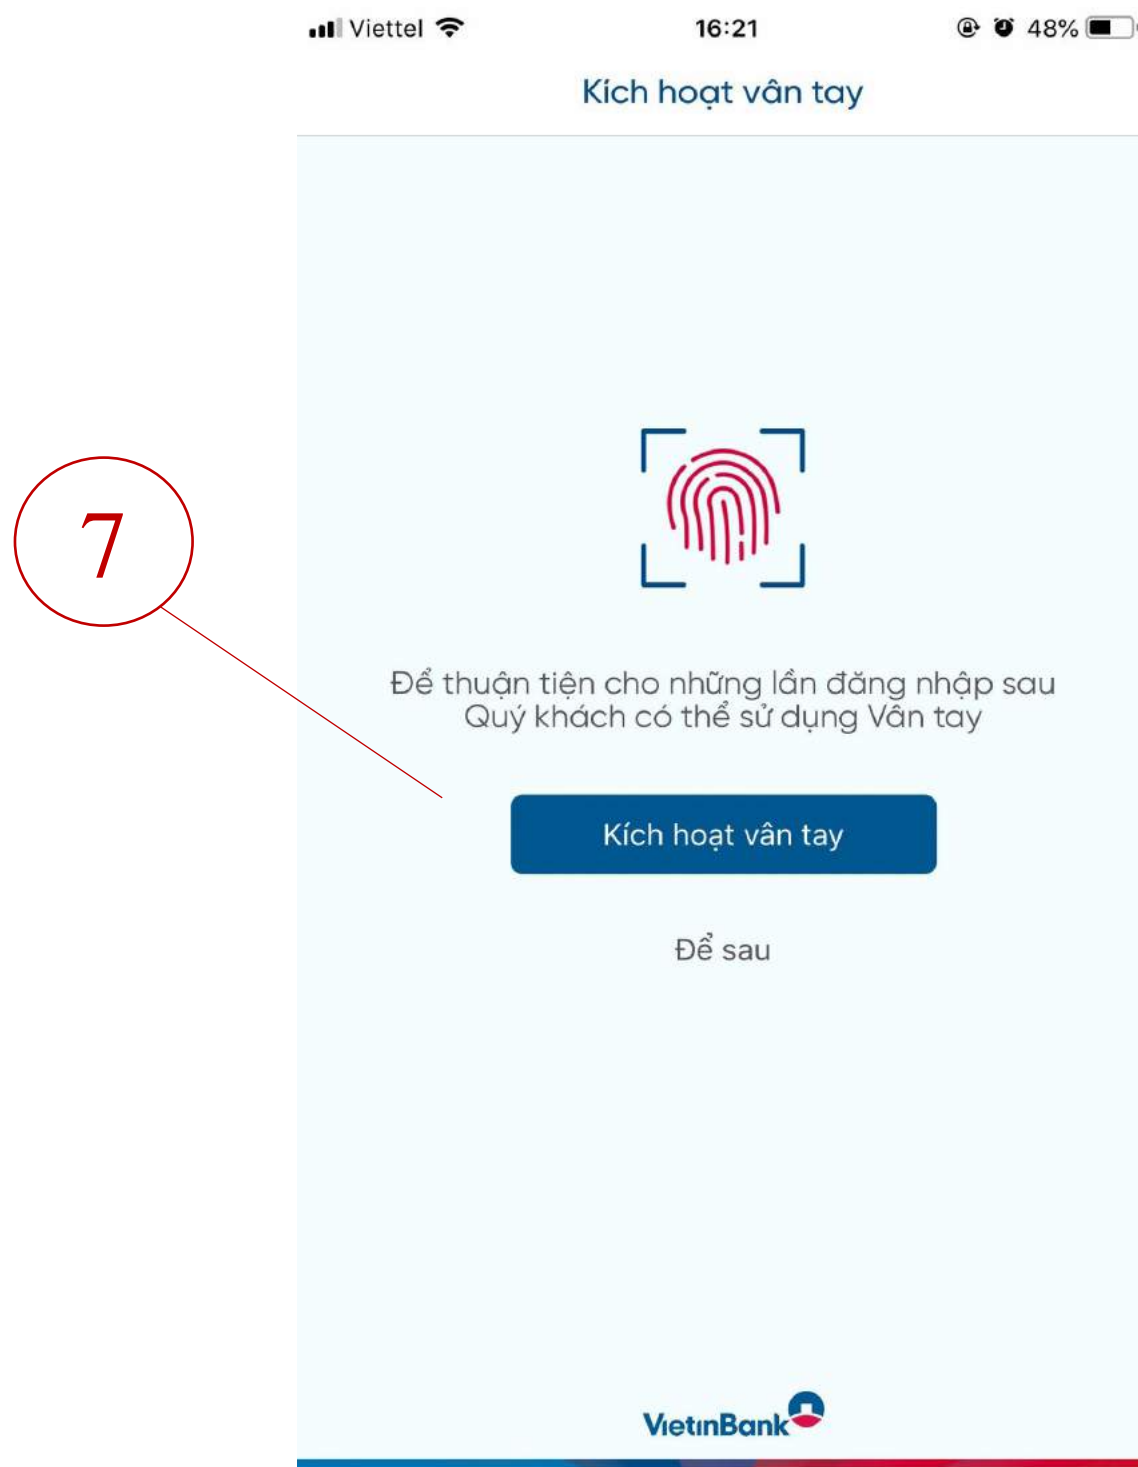 Viettel 16:21 48%
Kích hoạt vân tay
7
Để thuận tiện cho những lần đăng nhập sau
Quý khách có thể sử dụng Vân tay
Kích hoạt vân tay
Để sau
VietinBank